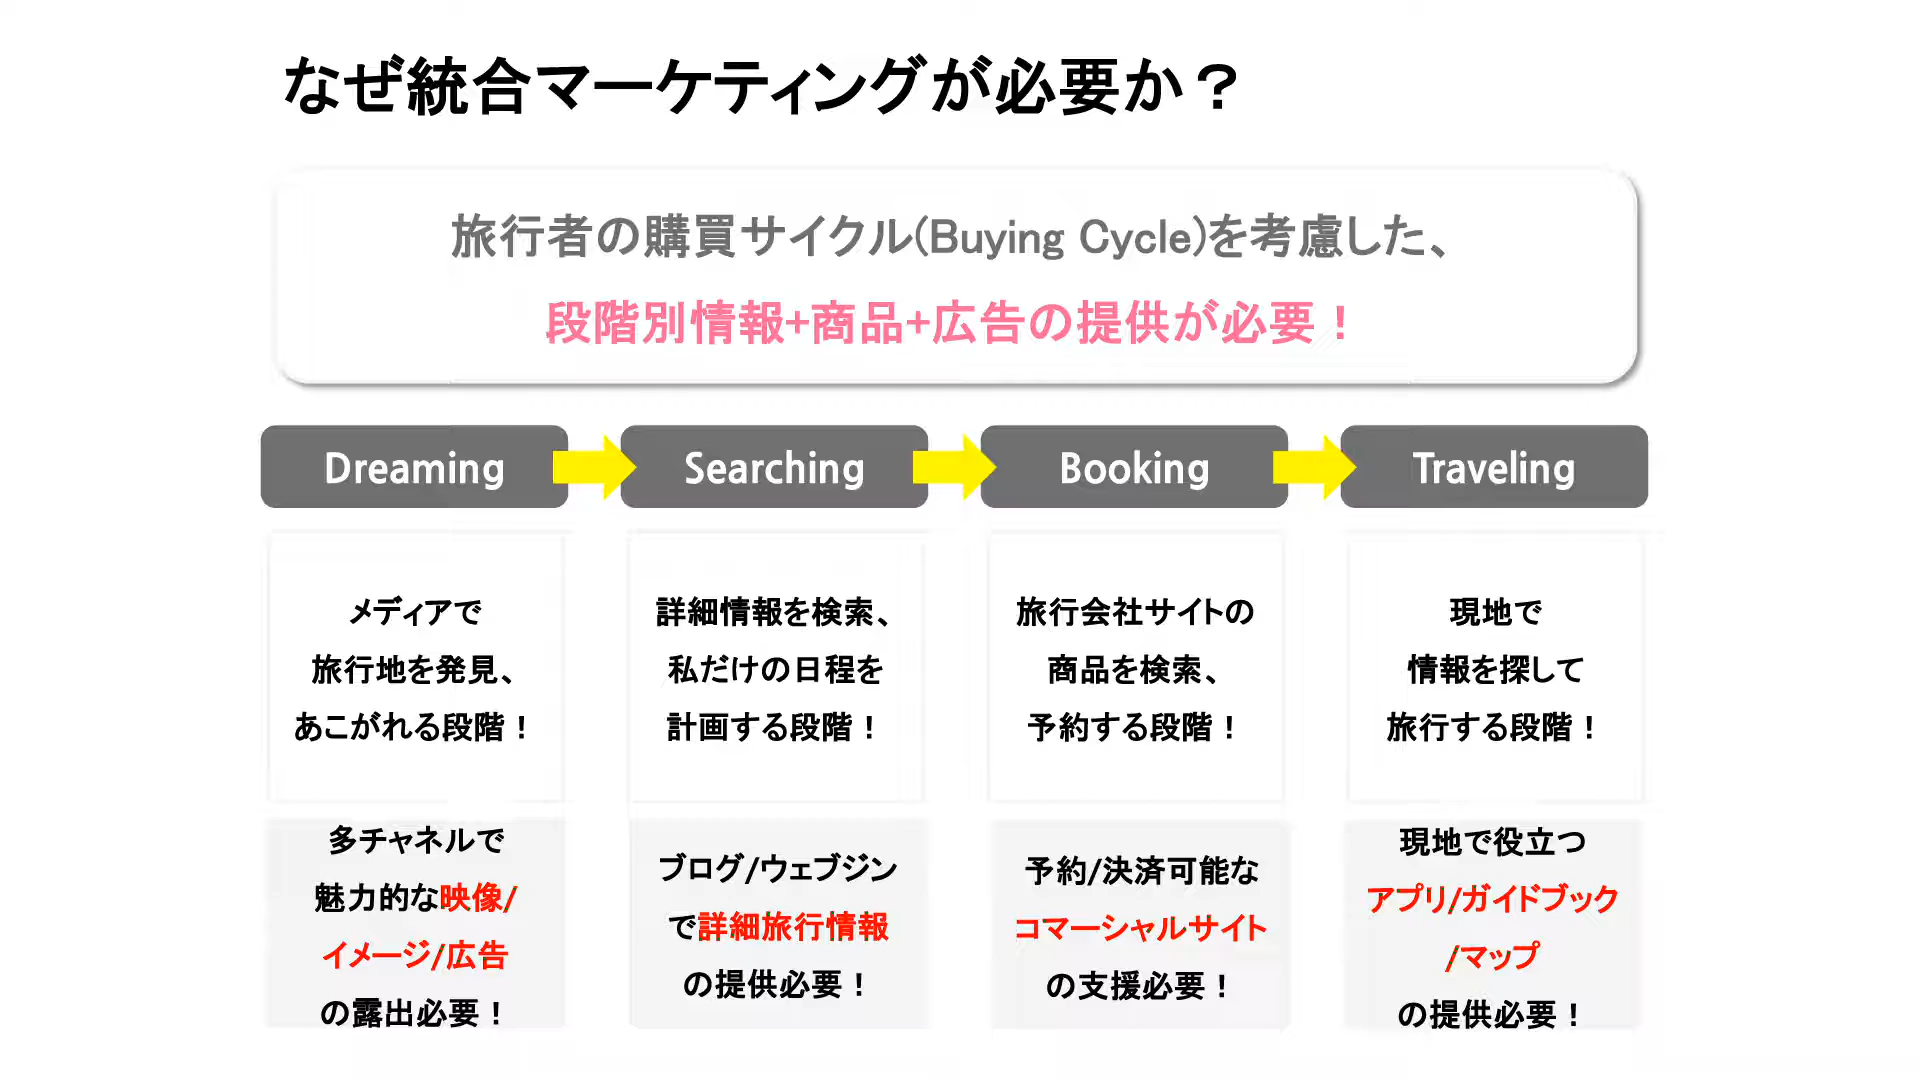 なぜ統合マーケティングが必要か？
旅行者の購買サイクル(Buying Cycle)を考慮した、
段階別情報+商品+広告の提供が必要！
Dreaming
Searching
Booking
Traveling
メディアで
旅行地を発見、
あこがれる段階！
詳細情報を検索、
私だけの日程を
計画する段階！
旅行会社サイトの
商品を検索、
予約する段階！
現地で
情報を探して
旅行する段階！
多チャネルで
魅力的な映像/
イメージ/広告
の露出必要！
ブログ/ウェブジン
で詳細旅行情報
の提供必要！
予約/決済可能な
コマーシャルサイト
の支援必要！
現地で役立つ
アプリ/ガイドブック
/マップ
の提供必要！